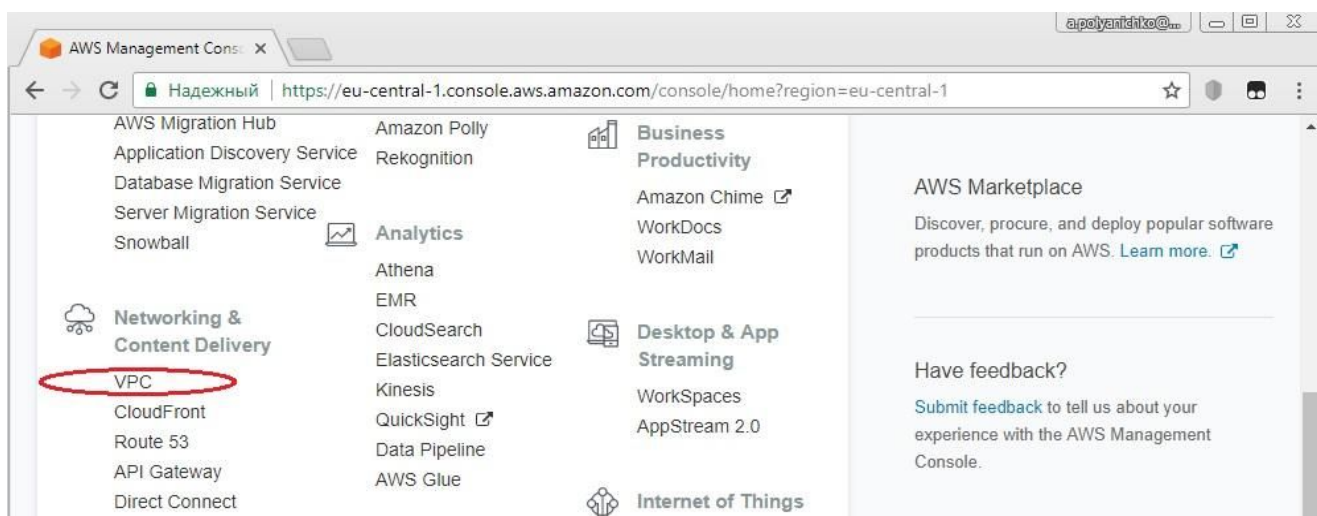 a.polyanichko@...
AWS Management Cons
Надежный | https://eu-central-1.console.aws.amazon.com/console/home?region=eu-central-1
AWS Migration Hub
Application Discovery Service
Database Migration Service
Server Migration Service
Snowball
Networking &
Content Delivery
VPC
CloudFront
Route 53
API Gateway
Direct Connect
Amazon Polly
Rekognition
Analytics
Athena
EMR
CloudSearch
Elasticsearch Service
Kinesis
QuickSight
Data Pipeline
AWS Glue
Business
Productivity
Amazon Chime
WorkDocs
WorkMail
Desktop & App
Streaming
WorkSpaces
AppStream 2.0
Internet of Things
AWS Marketplace
Discover, procure, and deploy popular software
products that run on AWS. Learn more.
Have feedback?
Submit feedback to tell us about your
experience with the AWS Management
Console.